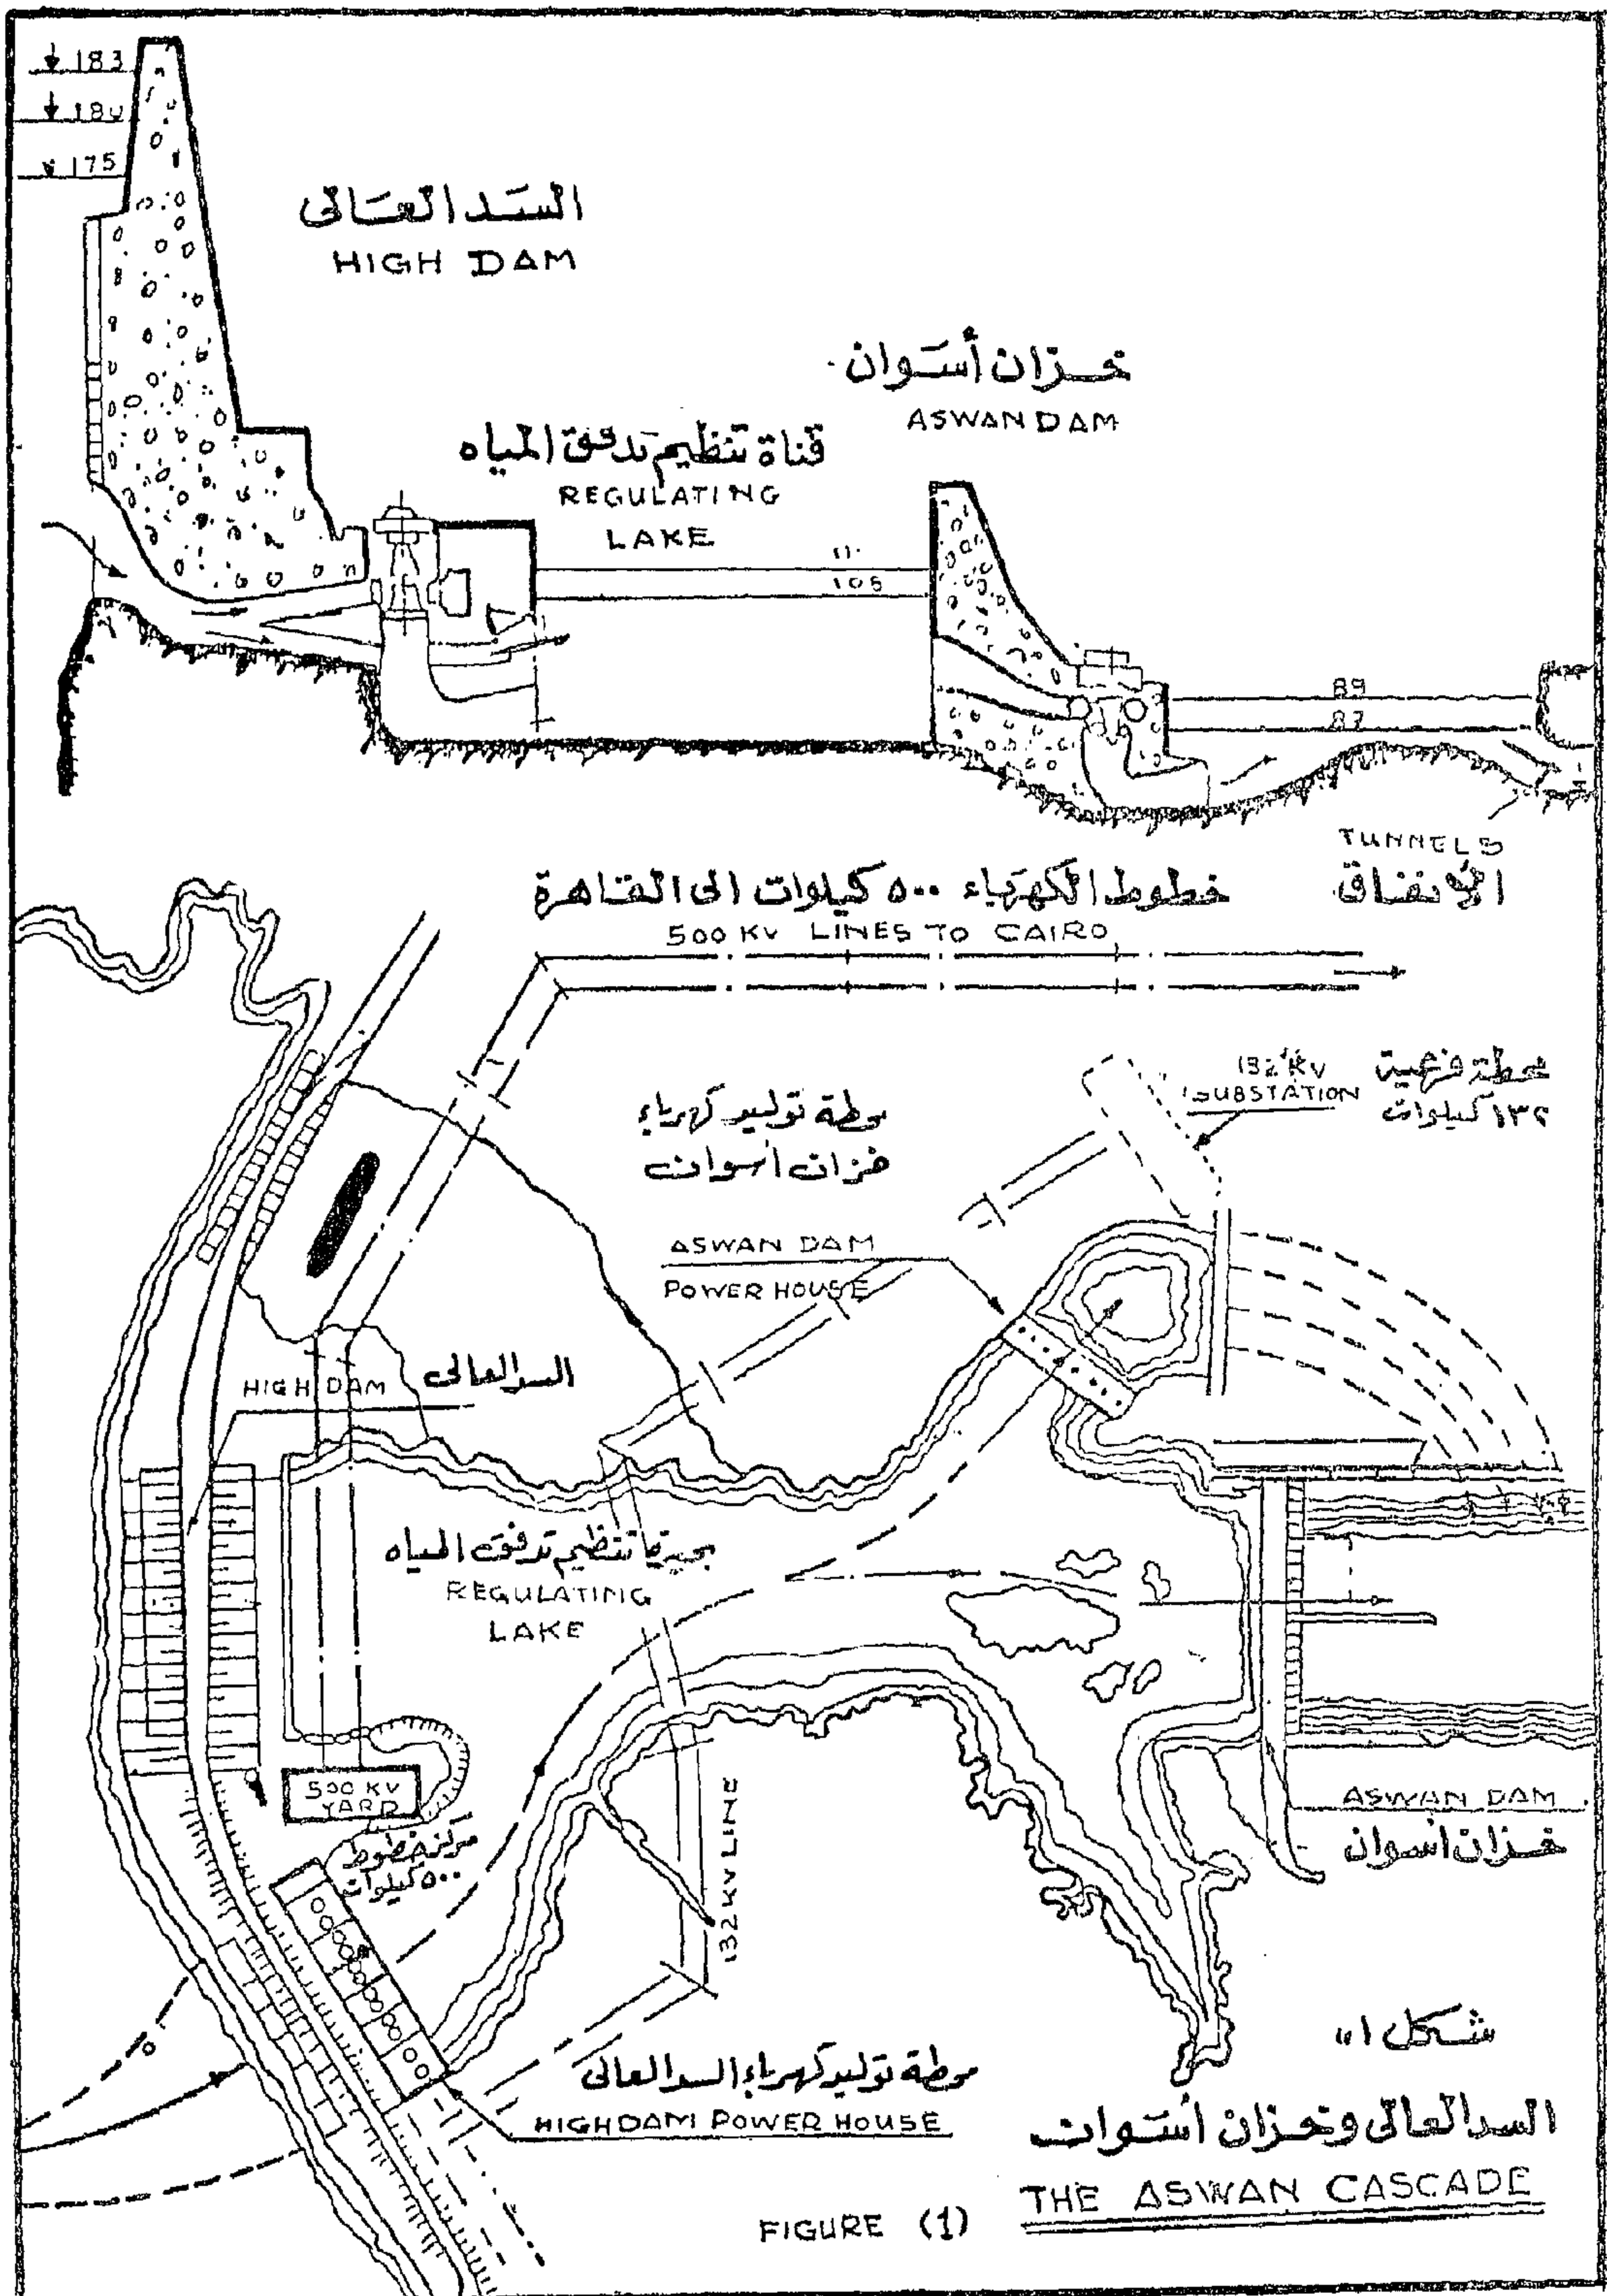 183
180
175
السد العالى
HIGH DAM
خزان أسوان
ASWAN DAM
قناة تنظيم تدفق المياه
REGULATING
LAKE
11.
105
89
87
TUNNELS
الأنفاق
خطوط الكهرباء ٥٠٠ كيلوات الى القاهرة
500 KV LINES TO CAIRO
132 KV
SUBSTATION
محطة فرعية
١٣٢ كيلوات
محطة توليد كهرباء
خزان أسوان
ASWAN DAM
POWER HOUSE
HIGH DAM
السد العالى
تنظيم تدفق المياه
REGULATING
LAKE
500 KV
YARD
مركز خطوط
٥٠٠ كيلوات
132 KV LINE
ASWAN DAM
خزان أسوان
محطة توليد كهرباء السد العالى
HIGH DAM POWER HOUSE
شكل "١"
السد العالى وخزان أسوان
THE ASWAN CASCADE
FIGURE (1)